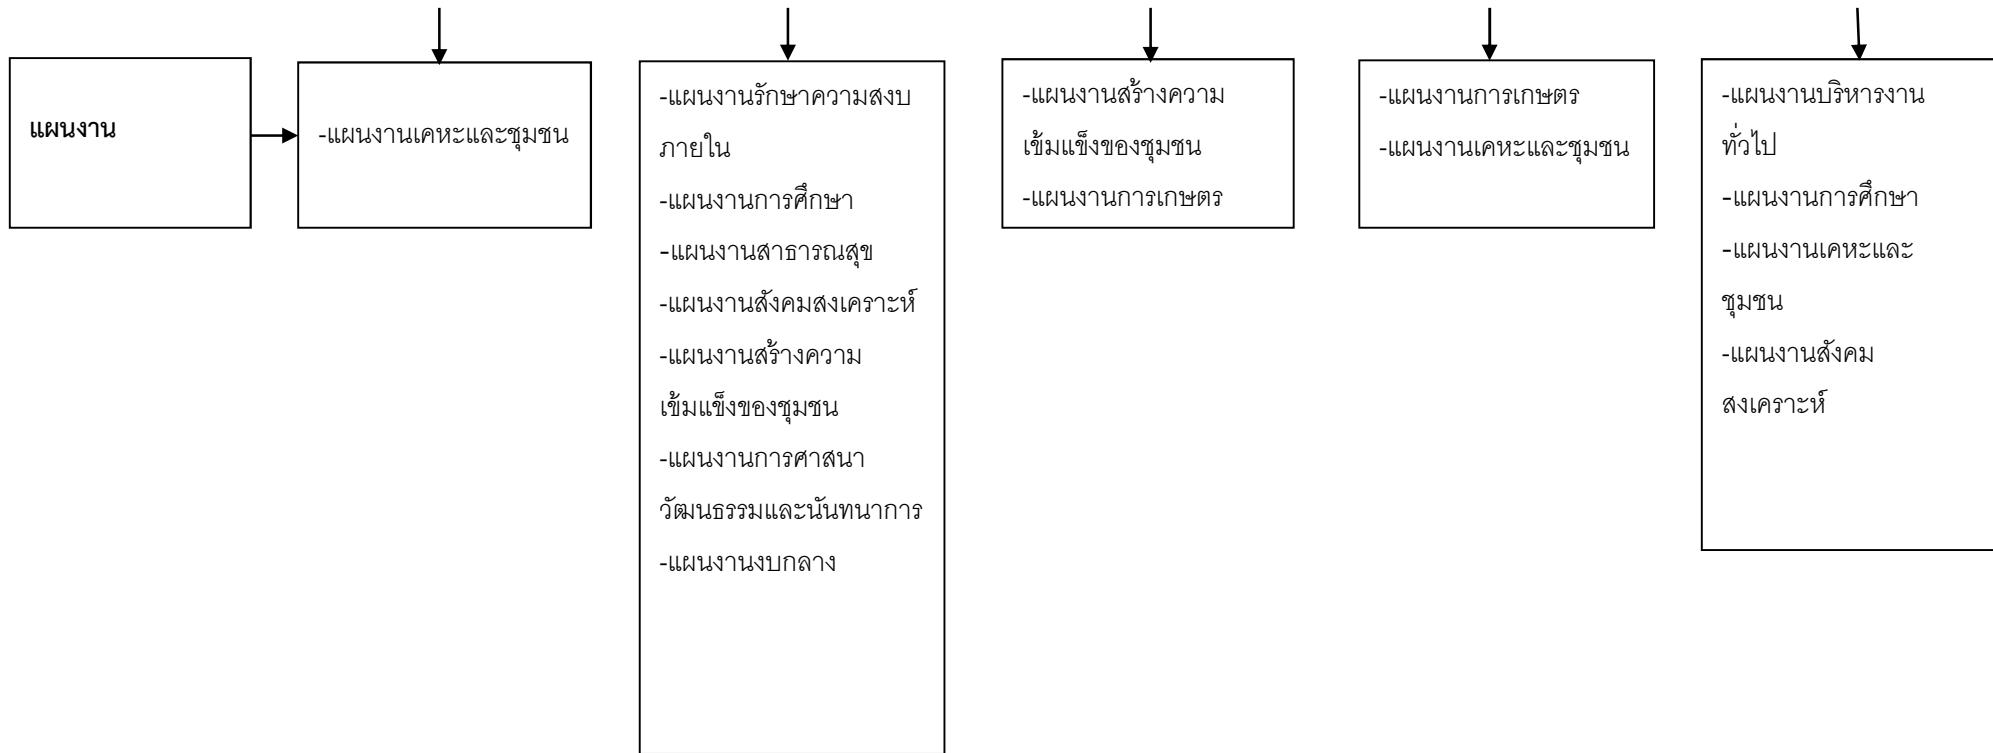 แผนงาน
-แผนงานเคหะและชุมชน
-แผนงานรักษาความสงบ
ภายใน
-แผนงานการศึกษา
-แผนงานสาธารณสุข
-แผนงานสังคมสงเคราะห์
-แผนงานสร้างความ
เข้มแข็งของชุมชน
-แผนงานการศาสนา
วัฒนธรรมและนันทนาการ
-แผนงานงบกลาง
-แผนงานสร้างความ
เข้มแข็งของชุมชน
-แผนงานการเกษตร
-แผนงานการเกษตร
-แผนงานเคหะและชุมชน
-แผนงานบริหารงาน
ทั่วไป
-แผนงานการศึกษา
-แผนงานเคหะและ
ชุมชน
-แผนงานสังคม
สงเคราะห์